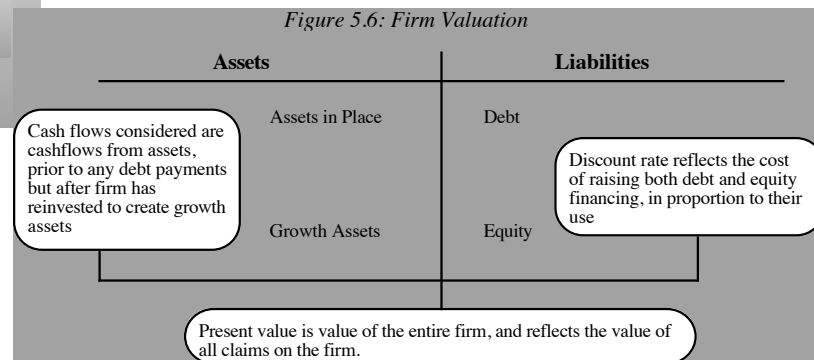 Figure 5.6: Firm Valuation
Assets
Liabilities
Assets in Place
Debt
Cash flows considered are
cashflows from assets,
prior to any debt payments
but after firm has
reinvested to create growth
assets
Discount rate reflects the cost
of raising both debt and equity
financing, in proportion to their
use
Growth Assets
Equity
Present value is value of the entire firm, and reflects the value of
all claims on the firm.